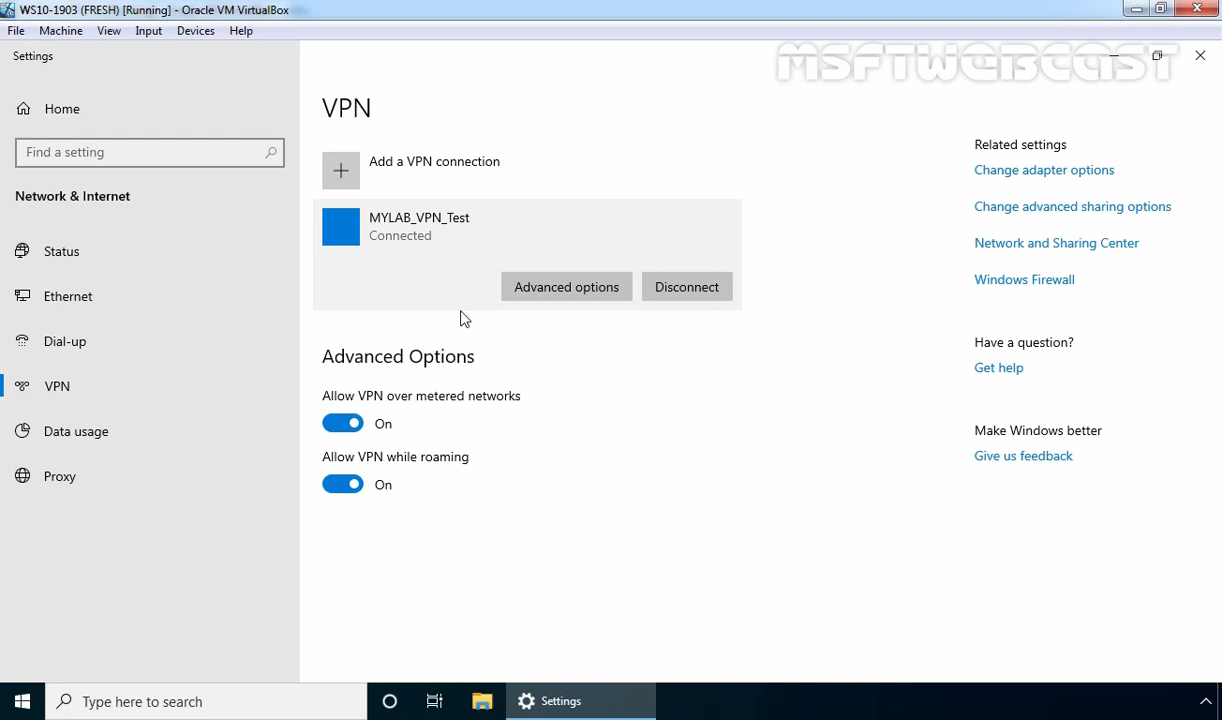 WS10-1903 (FRESH) [Running] - Oracle VM VirtualBox
File Machine View Input Devices Help
Settings
MSFTWEBCAST
Home
Find a setting
Network & Internet
Status
Ethernet
Dial-up
VPN
Data usage
Proxy
VPN
Add a VPN connection
MYLAB_VPN_Test
Connected
Advanced options Disconnect
Advanced Options
Allow VPN over metered networks
On
Allow VPN while roaming
On
Related settings
Change adapter options
Change advanced sharing options
Network and Sharing Center
Windows Firewall
Have a question?
Get help
Make Windows better
Give us feedback
Type here to search
Settings